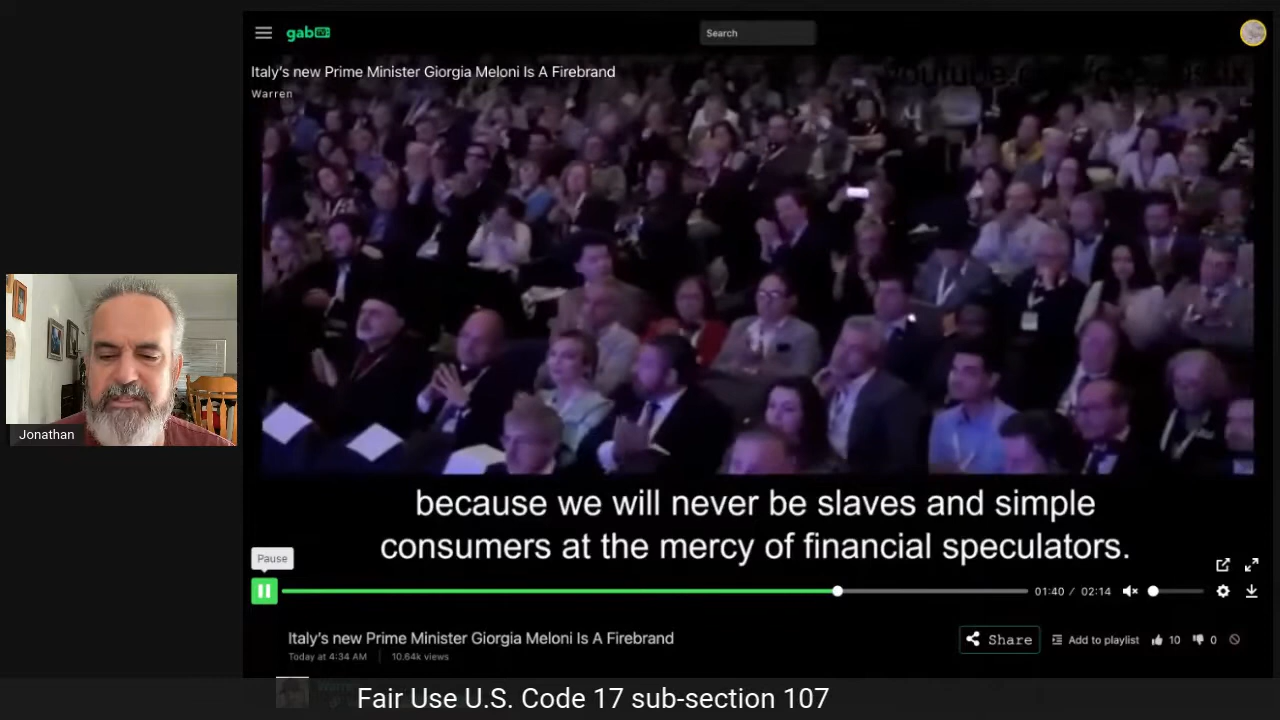 gab
Search
Italy's new Prime Minister Giorgia Meloni Is A Firebrand
Warren
Jonathan
because we will never be slaves and simple
consumers at the mercy of financial speculators.
Pause
01:40 / 02:14
Italy's new Prime Minister Giorgia Meloni Is A Firebrand
Share
Add to playlist
10
0
Today at 4:34 AM
10.64k views
Fair Use U.S. Code 17 sub-section 107